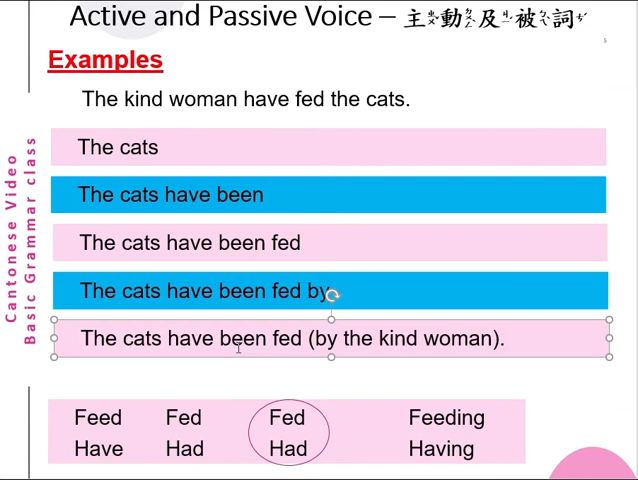 Active and Passive Voice – 主動及被詞
5
Examples
The kind woman have fed the cats.
The cats
The cats have been
The cats have been fed
The cats have been fed by
The cats have been fed (by the kind woman).
Feed Fed Fed Feeding
Have Had Had Having
Cantonese Video
Basic Grammar class